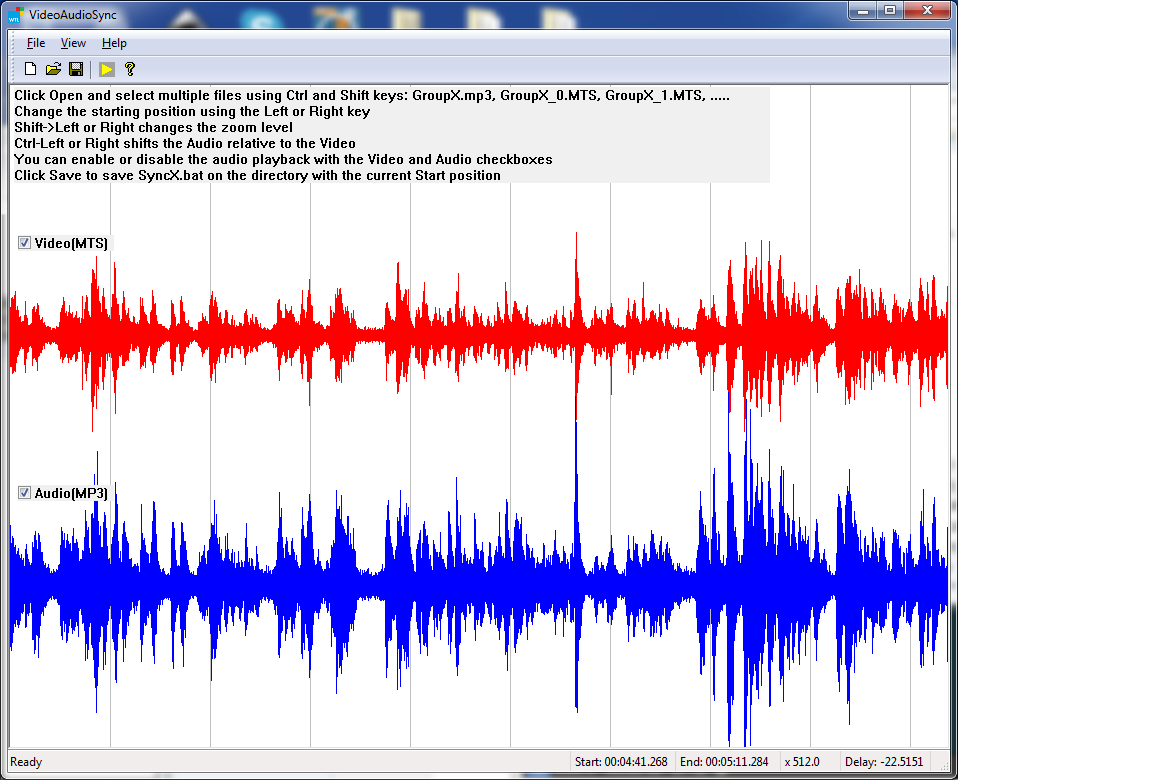 VideoAudioSync
File View Help
Click Open and select multiple files using Ctrl and Shift keys: GroupX.mp3, GroupX_0.MTS, GroupX_1.MTS, .....
Change the starting position using the Left or Right key
Shift->Left or Right changes the zoom level
Ctrl-Left or Right shifts the Audio relative to the Video
You can enable or disable the audio playback with the Video and Audio checkboxes
Click Save to save SyncX.bat on the directory with the current Start position
Video(MTS)
Audio(MP3)
Ready Start: 00:04:41.268 End: 00:05:11.284 x 512.0 Delay: -22.5151